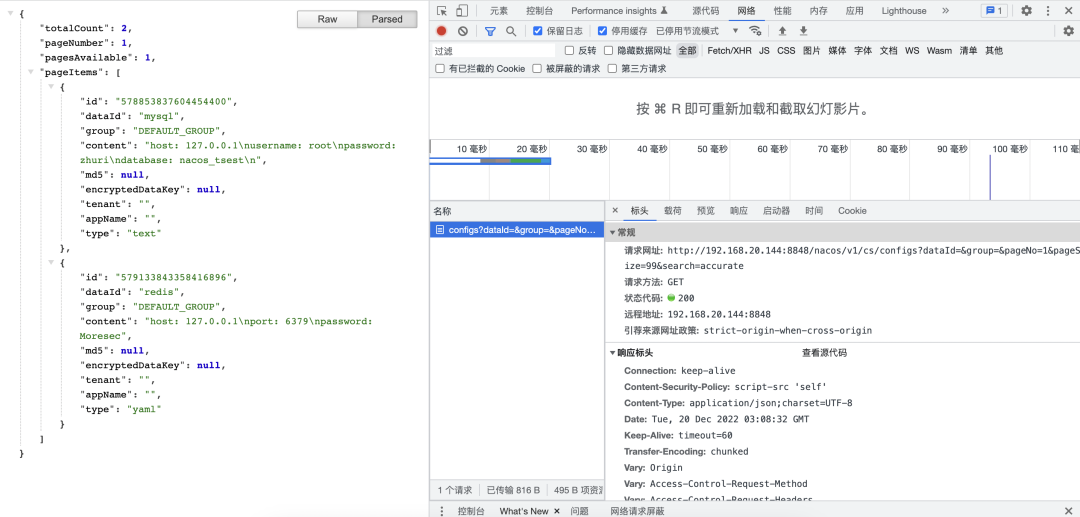 Raw Parsed
{
"totalCount": 2,
"pageNumber": 1,
"pagesAvailable": 1,
"pageItems": [
{
"id": "578853837604454400",
"dataId": "mysql",
"group": "DEFAULT_GROUP",
"content": "host: 127.0.0.1\nusername: root\npassword:
zhuri\ndatabase: nacos_tsest\n",
"md5": null,
"encryptedDataKey": null,
"tenant": "",
"appName": "",
"type": "text"
},
{
"id": "579133843358416896",
"dataId": "redis",
"group": "DEFAULT_GROUP",
"content": "host: 127.0.0.1\nport: 6379\npassword:
Moresec",
"md5": null,
"encryptedDataKey": null,
"tenant": "",
"appName": "",
"type": "yaml"
}
]
}
元素 控制台 Performance insights 源代码 网络 性能 内存 应用 Lighthouse » 1
保留日志 停用缓存 已停用节流模式
过滤 反转 隐藏数据网址 全部 Fetch/XHR JS CSS 图片 媒体 字体 文档 WS Wasm 清单 其他
有已拦截的 Cookie 被屏蔽的请求 第三方请求
按 ⌘ R 即可重新加载和截取幻灯影片。
10 毫秒 20 毫秒 30 毫秒 40 毫秒 50 毫秒 60 毫秒 70 毫秒 80 毫秒 90 毫秒 100 毫秒 110 毫
名称
configs?dataId=&group=&pageNo...
1 个请求 已传输 816 B 495 B 项资源
× 标头 载荷 预览 响应 启动器 时间 Cookie
常规
请求网址: http://192.168.20.144:8848/nacos/v1/cs/configs?dataId=&group=&pageNo=1&pageS
ize=99&search=accurate
请求方法: GET
状态代码: 200
远程地址: 192.168.20.144:8848
引荐来源网址政策: strict-origin-when-cross-origin
响应标头 查看源代码
Connection: keep-alive
Content-Security-Policy: script-src 'self'
Content-Type: application/json;charset=UTF-8
Date: Tue, 20 Dec 2022 03:08:32 GMT
Keep-Alive: timeout=60
Transfer-Encoding: chunked
Vary: Origin
Vary: Access-Control-Request-Method
Vary: Access-Control-Request-Headers
控制台 What's New × 问题 网络请求屏蔽